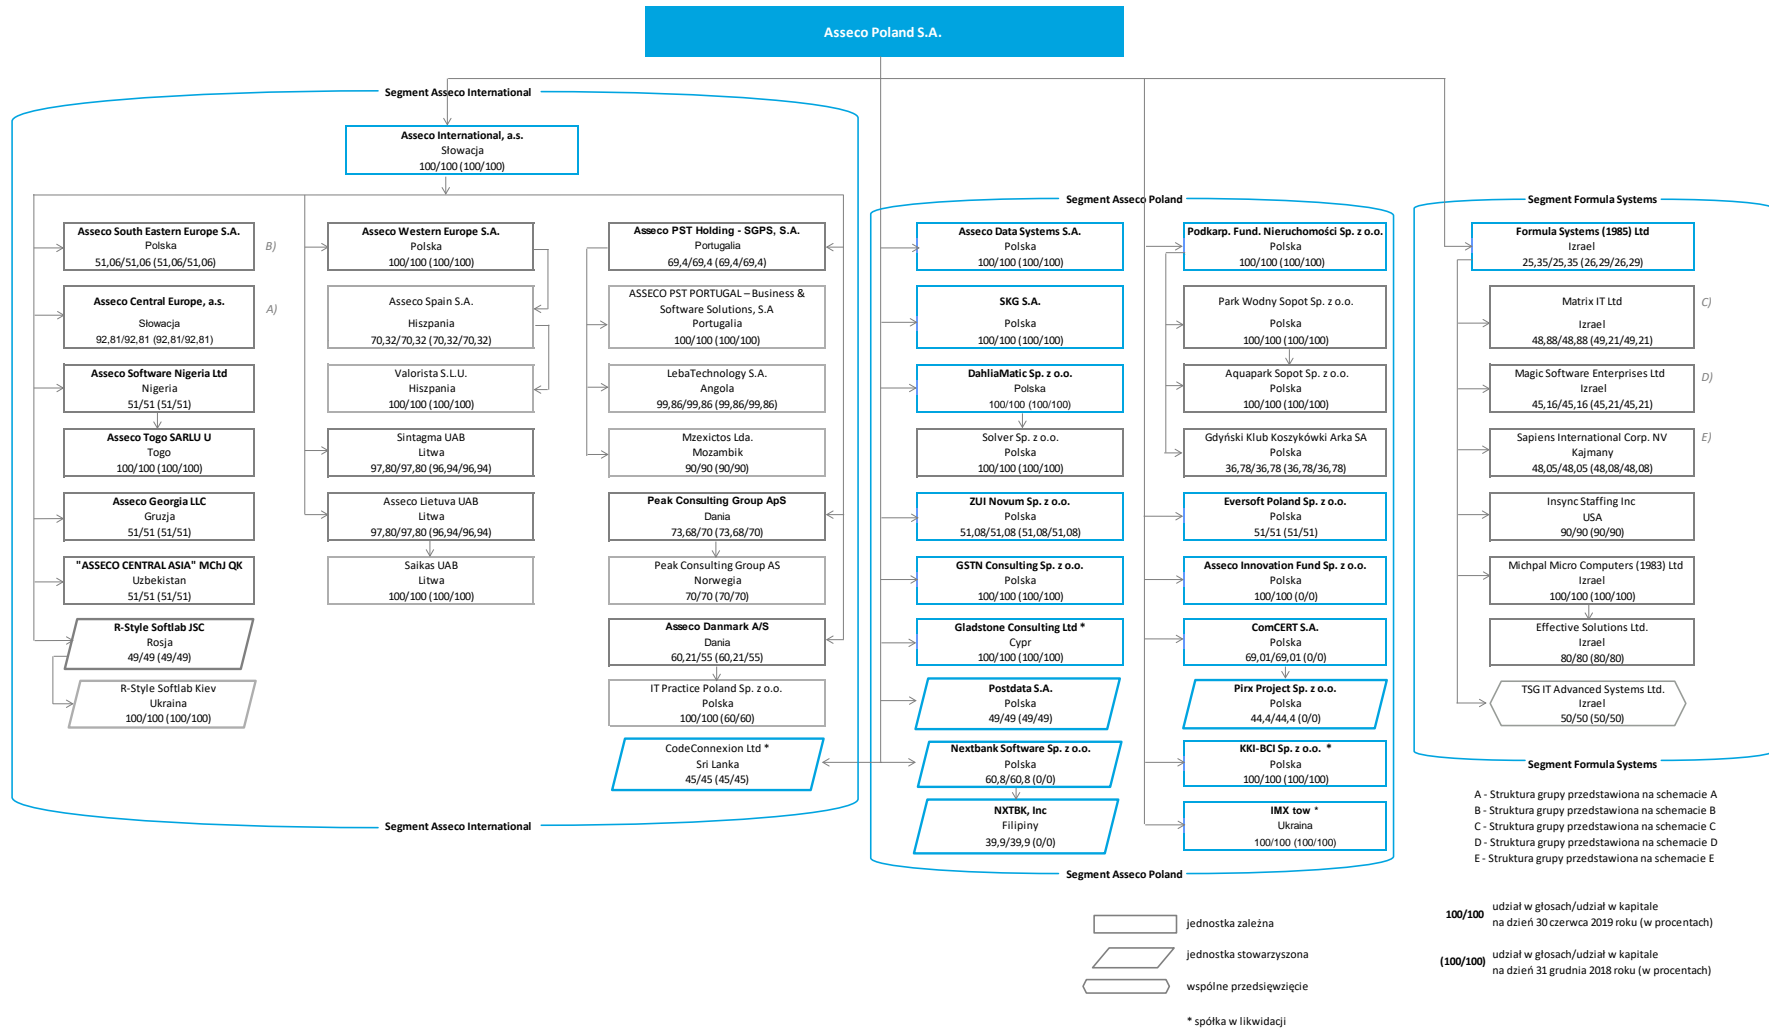 Asseco Poland S.A.
Segment Asseco International
Asseco International, a.s.
Słowacja
100/100 (100/100)
Asseco South Eastern Europe S.A.
Polska
51,06/51,06 (51,06/51,06)
B)
Asseco Central Europe, a.s.
Słowacja
92,81/92,81 (92,81/92,81)
A)
Asseco Software Nigeria Ltd
Nigeria
51/51 (51/51)
Asseco Togo SARLU U
Togo
100/100 (100/100)
Asseco Georgia LLC
Gruzja
51/51 (51/51)
"ASSECO CENTRAL ASIA" MChJ QK
Uzbekistan
51/51 (51/51)
R-Style Softlab JSC
Rosja
49/49 (49/49)
R-Style Softlab Kiev
Ukraina
100/100 (100/100)
Asseco Western Europe S.A.
Polska
100/100 (100/100)
Asseco Spain S.A.
Hiszpania
70,32/70,32 (70,32/70,32)
Valorista S.L.U.
Hiszpania
100/100 (100/100)
Sintagma UAB
Litwa
97,80/97,80 (96,94/96,94)
Asseco Lietuva UAB
Litwa
97,80/97,80 (96,94/96,94)
Saikas UAB
Litwa
100/100 (100/100)
Asseco PST Holding - SGPS, S.A.
Portugalia
69,4/69,4 (69,4/69,4)
ASSECO PST PORTUGAL – Business &
Software Solutions, S.A
Portugalia
100/100 (100/100)
LebaTechnology S.A.
Angola
99,86/99,86 (99,86/99,86)
Mzexictos Lda.
Mozambik
90/90 (90/90)
Peak Consulting Group ApS
Dania
73,68/70 (73,68/70)
Peak Consulting Group AS
Norwegia
70/70 (70/70)
Asseco Danmark A/S
Dania
60,21/55 (60,21/55)
IT Practice Poland Sp. z o.o.
Polska
100/100 (60/60)
CodeConnexion Ltd *
Sri Lanka
45/45 (45/45)
Segment Asseco International
Segment Asseco Poland
Asseco Data Systems S.A.
Polska
100/100 (100/100)
SKG S.A.
Polska
100/100 (100/100)
DahliaMatic Sp. z o.o.
Polska
100/100 (100/100)
Solver Sp. z o.o.
Polska
100/100 (100/100)
ZUI Novum Sp. z o.o.
Polska
51,08/51,08 (51,08/51,08)
GSTN Consulting Sp. z o.o.
Polska
100/100 (100/100)
Gladstone Consulting Ltd *
Cypr
100/100 (100/100)
Postdata S.A.
Polska
49/49 (49/49)
Nextbank Software Sp. z o.o.
Polska
60,8/60,8 (0/0)
NXTBK, Inc
Filipiny
39,9/39,9 (0/0)
Podkarp. Fund. Nieruchomości Sp. z o.o.
Polska
100/100 (100/100)
Park Wodny Sopot Sp. z o.o.
Polska
100/100 (100/100)
Aquapark Sopot Sp. z o.o.
Polska
100/100 (100/100)
Gdyński Klub Koszykówki Arka SA
Polska
36,78/36,78 (36,78/36,78)
Eversoft Poland Sp. z o.o.
Polska
51/51 (51/51)
Asseco Innovation Fund Sp. z o.o.
Polska
100/100 (0/0)
ComCERT S.A.
Polska
69,01/69,01 (0/0)
Pirx Project Sp. z o.o.
Polska
44,4/44,4 (0/0)
KKI-BCI Sp. z o.o. *
Polska
100/100 (100/100)
IMX tow *
Ukraina
100/100 (100/100)
Segment Asseco Poland
Segment Formula Systems
Formula Systems (1985) Ltd
Izrael
25,35/25,35 (26,29/26,29)
Matrix IT Ltd
Izrael
48,88/48,88 (49,21/49,21)
C)
Magic Software Enterprises Ltd
Izrael
45,16/45,16 (45,21/45,21)
D)
Sapiens International Corp. NV
Kajmany
48,05/48,05 (48,08/48,08)
E)
Insync Staffing Inc
USA
90/90 (90/90)
Michpal Micro Computers (1983) Ltd
Izrael
100/100 (100/100)
Effective Solutions Ltd.
Izrael
80/80 (80/80)
TSG IT Advanced Systems Ltd.
Izrael
50/50 (50/50)
Segment Formula Systems
A - Struktura grupy przedstawiona na schemacie A
B - Struktura grupy przedstawiona na schemacie B
C - Struktura grupy przedstawiona na schemacie C
D - Struktura grupy przedstawiona na schemacie D
E - Struktura grupy przedstawiona na schemacie E
jednostka zależna
jednostka stowarzyszona
wspólne przedsięwzięcie
* spółka w likwidacji
100/100 udział w głosach/udział w kapitale
na dzień 30 czerwca 2019 roku (w procentach)
(100/100) udział w głosach/udział w kapitale
na dzień 31 grudnia 2018 roku (w procentach)